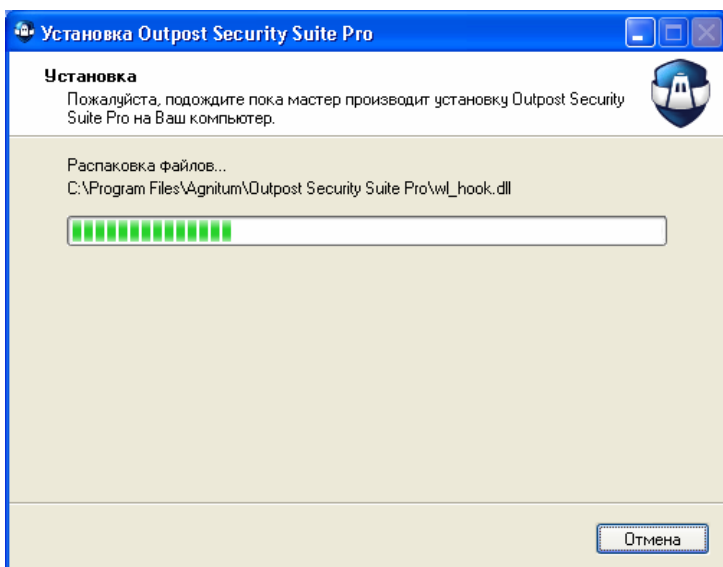 Установка Outpost Security Suite Pro
Установка
Пожалуйста, подождите пока мастер производит установку Outpost Security
Suite Pro на Ваш компьютер.
Распаковка файлов...
C:\Program Files\Agnitum\Outpost Security Suite Pro\wl_hook.dll
Отмена